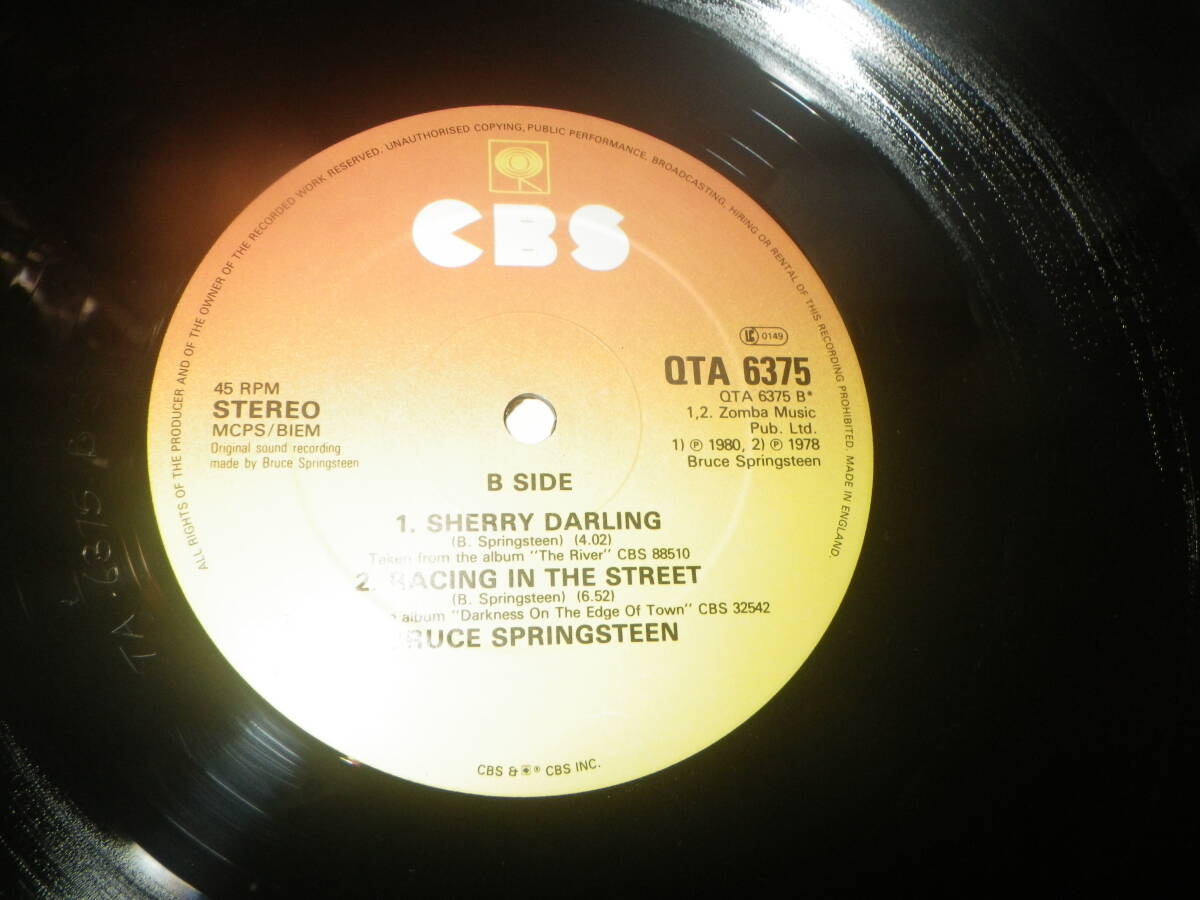 ALL RIGHTS OF THE PRODUCER AND OF THE OWNER OF THE RECORDED WORK RESERVED. UNAUTHORISED COPYING, PUBLIC PERFORMANCE, BROADCASTING, HIRING OR RENTAL OF THIS RECORDING PROHIBITED. MADE IN ENGLAND.
CBS
0149
QTA 6375
QTA 6375 B*
1,2. Zomba Music
Pub. Ltd.
1) ℗ 1980, 2) ℗ 1978
Bruce Springsteen
45 RPM
STEREO
MCPS/BIEM
Original sound recording
made by Bruce Springsteen
B SIDE
1. SHERRY DARLING
(B. Springsteen) (4.02)
Taken from the album "The River" CBS 88510
2. RACING IN THE STREET
(B. Springsteen) (6.52)
album "Darkness On The Edge Of Town" CBS 32542
BRUCE SPRINGSTEEN
CBS & ® CBS INC.